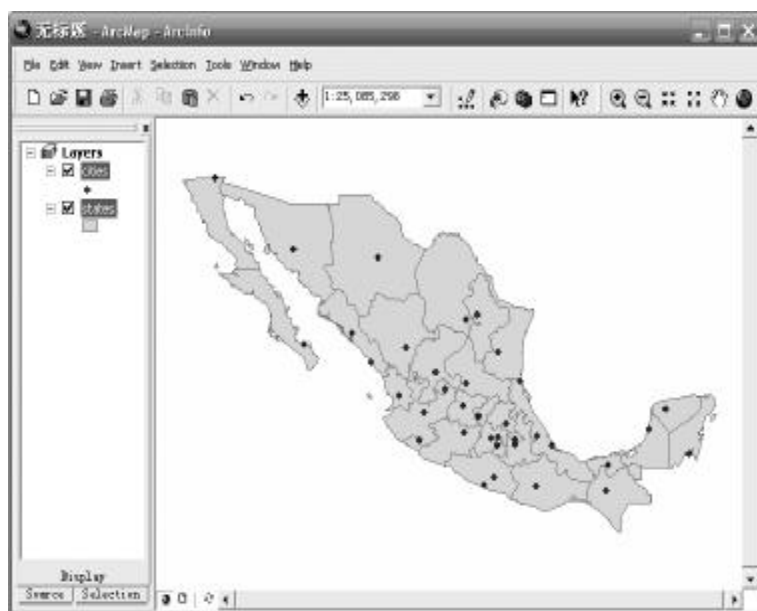 无标题 - ArcMap - ArcInfo
File Edit View Insert Selection Tools Window Help
1:25,085,298
Layers
cities
states
Display
Source Selection